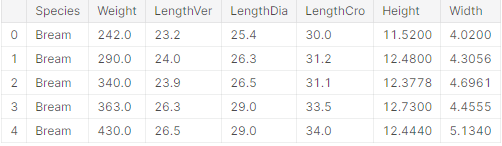 Species Weight LengthVer LengthDia LengthCro Height Width
0 Bream 242.0 23.2 25.4 30.0 11.5200 4.0200
1 Bream 290.0 24.0 26.3 31.2 12.4800 4.3056
2 Bream 340.0 23.9 26.5 31.1 12.3778 4.6961
3 Bream 363.0 26.3 29.0 33.5 12.7300 4.4555
4 Bream 430.0 26.5 29.0 34.0 12.4440 5.1340